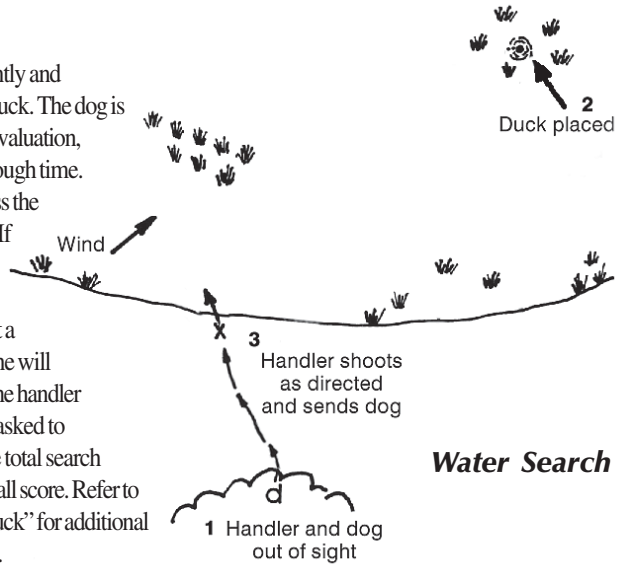 ntly and
uck. The dog is
valuation,
ough time.
ss the
If
t a
ne will
ne handler
asked to
total search
all score. Refer to
uck” for additional
2
Duck placed
Wind
X
3
Handler shoots
as directed
and sends dog
Water Search
d
1 Handler and dog
out of sight